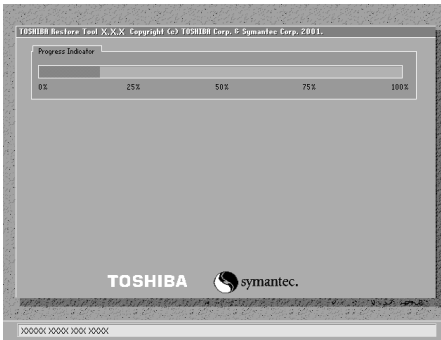 TOSHIBA Restore Tool X.X.X Copyright (c) TOSHIBA Corp. & Symantec Corp. 2001.
Progress Indicator
0% 25% 50% 75% 100%
TOSHIBA symantec.
XXXXX XXXX XXX XXXX